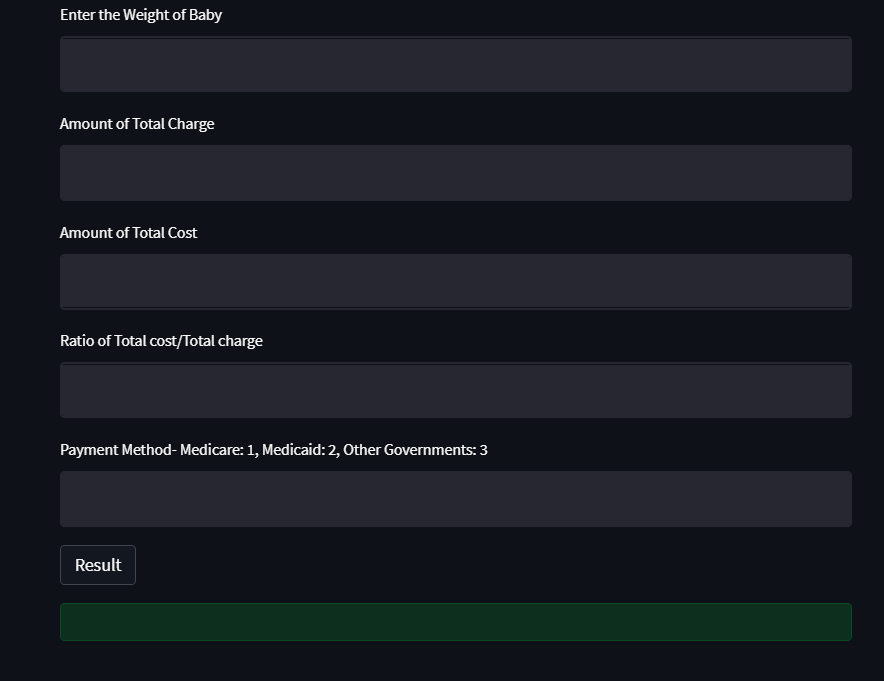 Enter the Weight of Baby
Amount of Total Charge
Amount of Total Cost
Ratio of Total cost/Total charge
Payment Method- Medicare: 1, Medicaid: 2, Other Governments: 3
Result